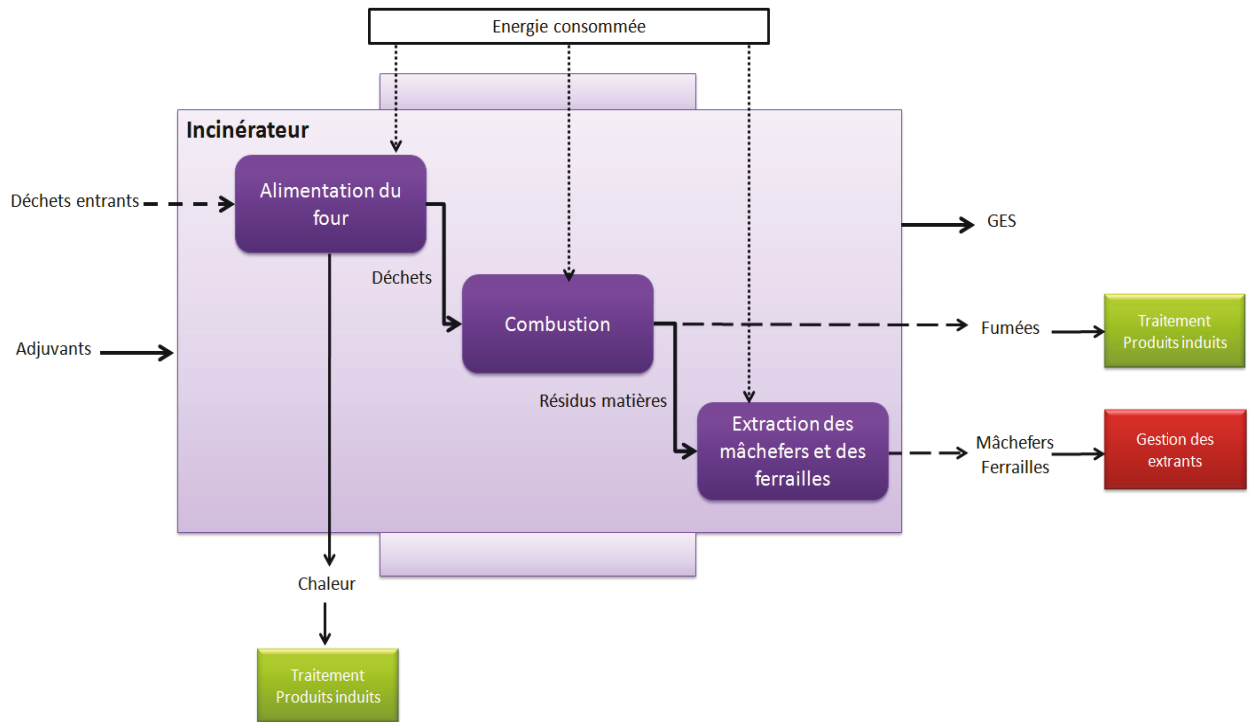 Energie consommée
Incinérateur
Alimentation du
four
Déchets entrants
Déchets
GES
Combustion
Fumées
Traitement
Produits induits
Adjuvants
Résidus matières
Extraction des
mâchefers et des
ferrailles
Mâchefers
Ferrailles
Gestion des
extrants
Chaleur
Traitement
Produits induits